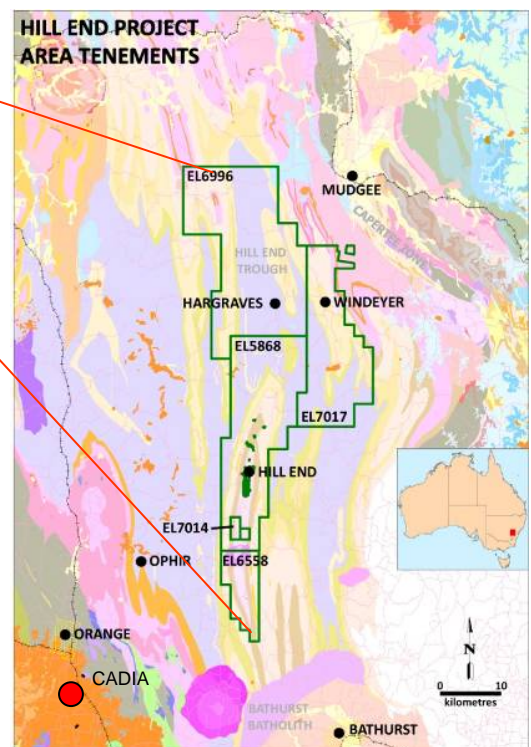 HILL END PROJECT
AREA TENEMENTS
EL6996
MUDGEE
CAPERTEE ZONE
HILL END
TROUGH
HARGRAVES
WINDEYER
EL5868
EL7017
HILL END
EL7014
EL6558
OPHIR
ORANGE
CADIA
N
0 10
kilometres
BATHURST
BATHOLITH
BATHURST